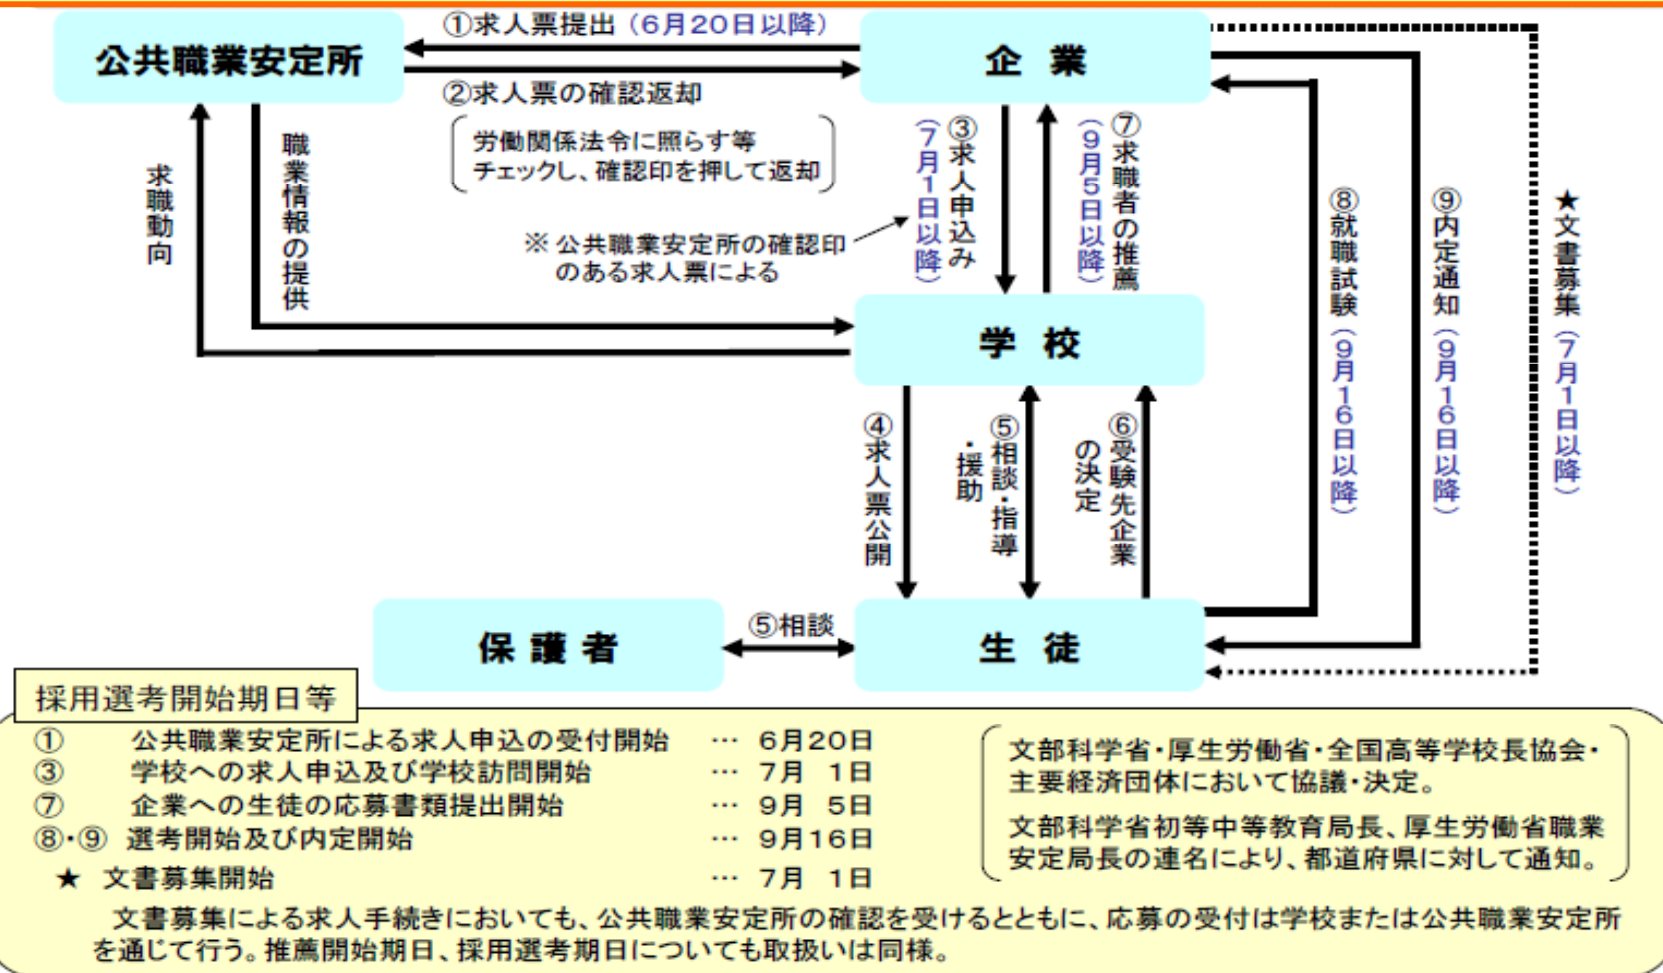 ①求人票提出（6月20日以降）
公共職業安定所
企業
②求人票の確認返却
労働関係法令に照らす等
チェックし、確認印を押して返却
※ 公共職業安定所の確認印
のある求人票による
求職動向
職業情報の提供
③求人申込み
（7月1日以降）
⑦求職者の推薦
（9月5日以降）
⑧就職試験（9月16日以降）
⑨内定通知（9月16日以降）
★文書募集（7月1日以降）
学校
④求人票公開
⑤相談・指導
・援助
⑥受験先企業
の決定
保護者
⑤相談
生徒
採用選考開始期日等
① 公共職業安定所による求人申込の受付開始 … 6月20日
③ 学校への求人申込及び学校訪問開始 … 7月 1日
⑦ 企業への生徒の応募書類提出開始 … 9月 5日
⑧・⑨ 選考開始及び内定開始 … 9月16日
★ 文書募集開始 … 7月 1日
文部科学省・厚生労働省・全国高等学校長協会・
主要経済団体において協議・決定。
文部科学省初等中等教育局長、厚生労働省職業
安定局長の連名により、都道府県に対して通知。
文書募集による求人手続きにおいても、公共職業安定所の確認を受けるとともに、応募の受付は学校または公共職業安定所
を通じて行う。推薦開始期日、採用選考期日についても取扱いは同様。